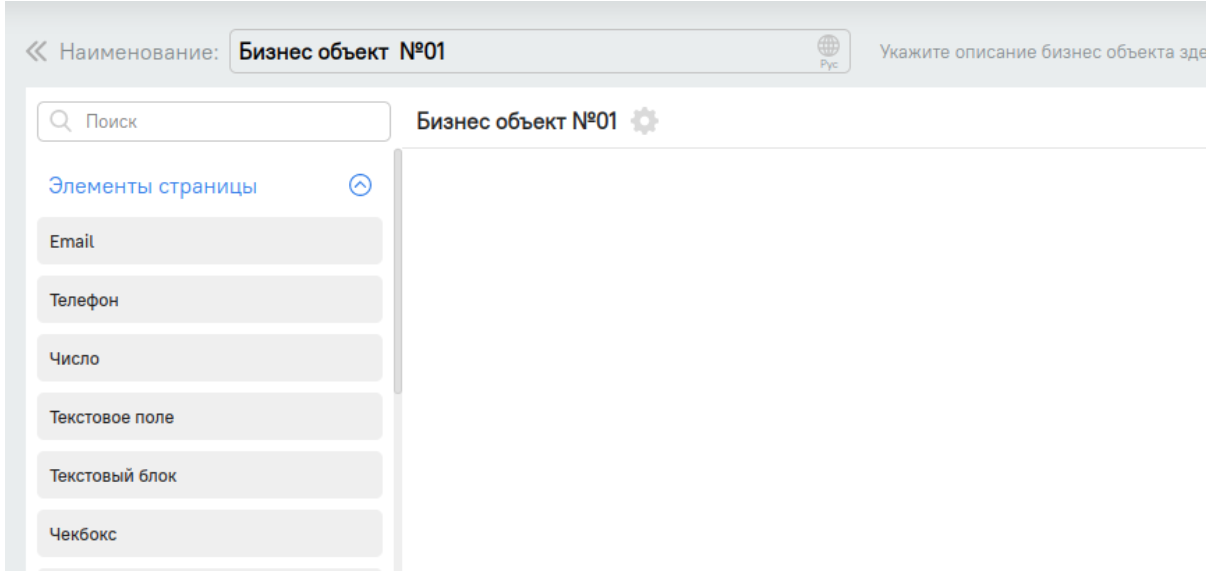 Наименование: Бизнес объект №01 Рус Укажите описание бизнес объекта зде
Поиск
Бизнес объект №01
Элементы страницы
Email
Телефон
Число
Текстовое поле
Текстовый блок
Чекбокс